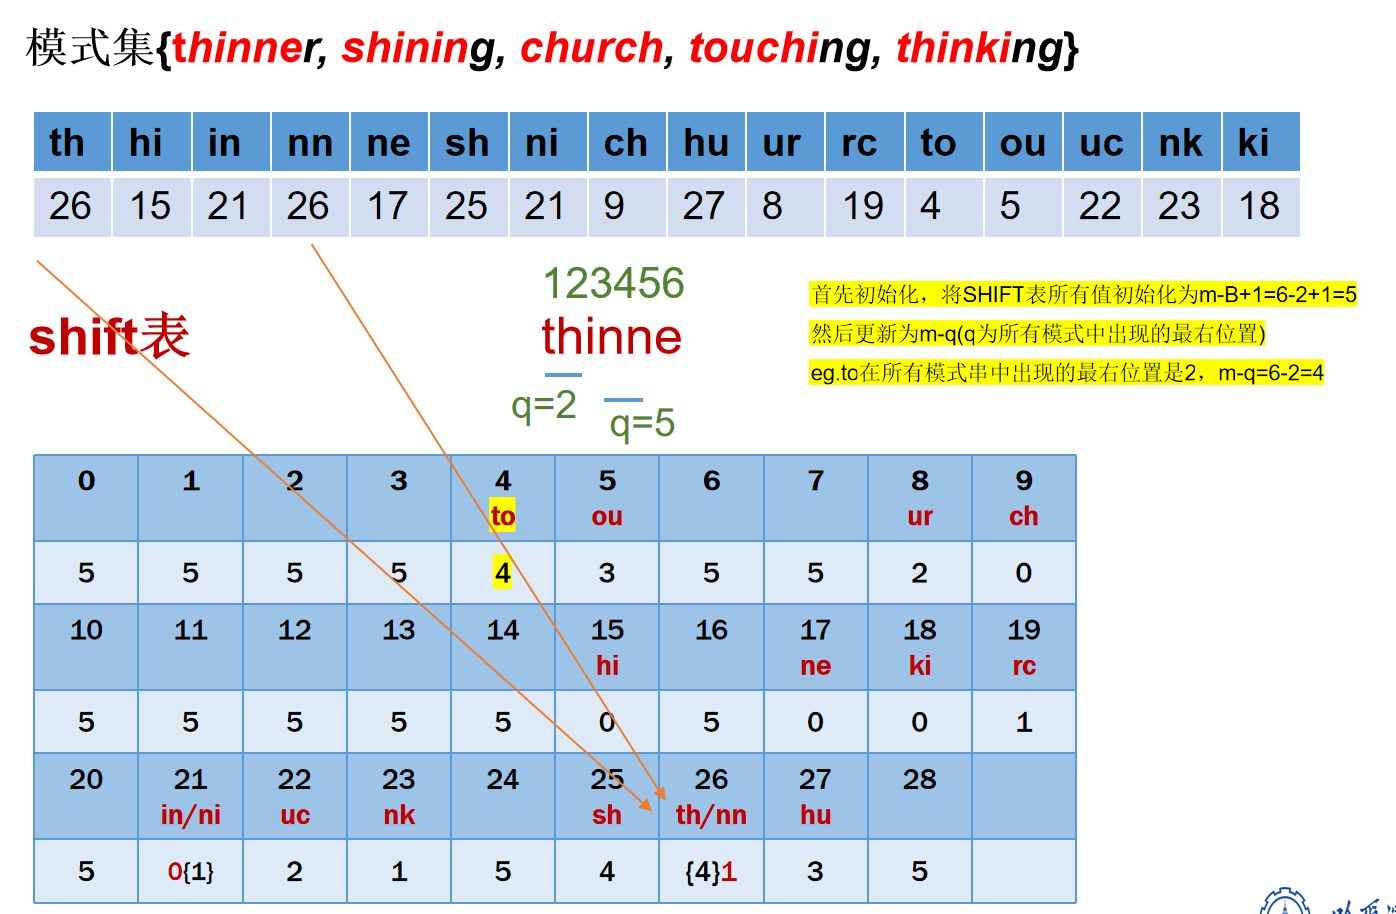 模式集{thinner, shining, church, touching, thinking}
th hi in nn ne sh ni ch hu ur rc to ou uc nk ki
26 15 21 26 17 25 21 9 27 8 19 4 5 22 23 18
123456
首先初始化，将SHIFT表所有值初始化为m-B+1=6-2+1=5
shift表
thinne
然后更新为m-q(q为所有模式中出现的最右位置)
eg.to在所有模式串中出现的最右位置是2，m-q=6-2=4
q=2
q=5
0 1 2 3 4 5 6 7 8 9
to ou ur ch
5 5 5 5 4 3 5 5 2 0
10 11 12 13 14 15 16 17 18 19
hi ne ki rc
5 5 5 5 5 0 5 0 0 1
20 21 22 23 24 25 26 27 28
in/ni uc nk sh th/nn hu
5 0{1} 2 1 5 4 {4}1 3 5